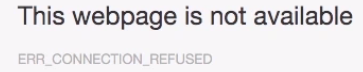 This webpage is not available
ERR_CONNECTION_REFUSED